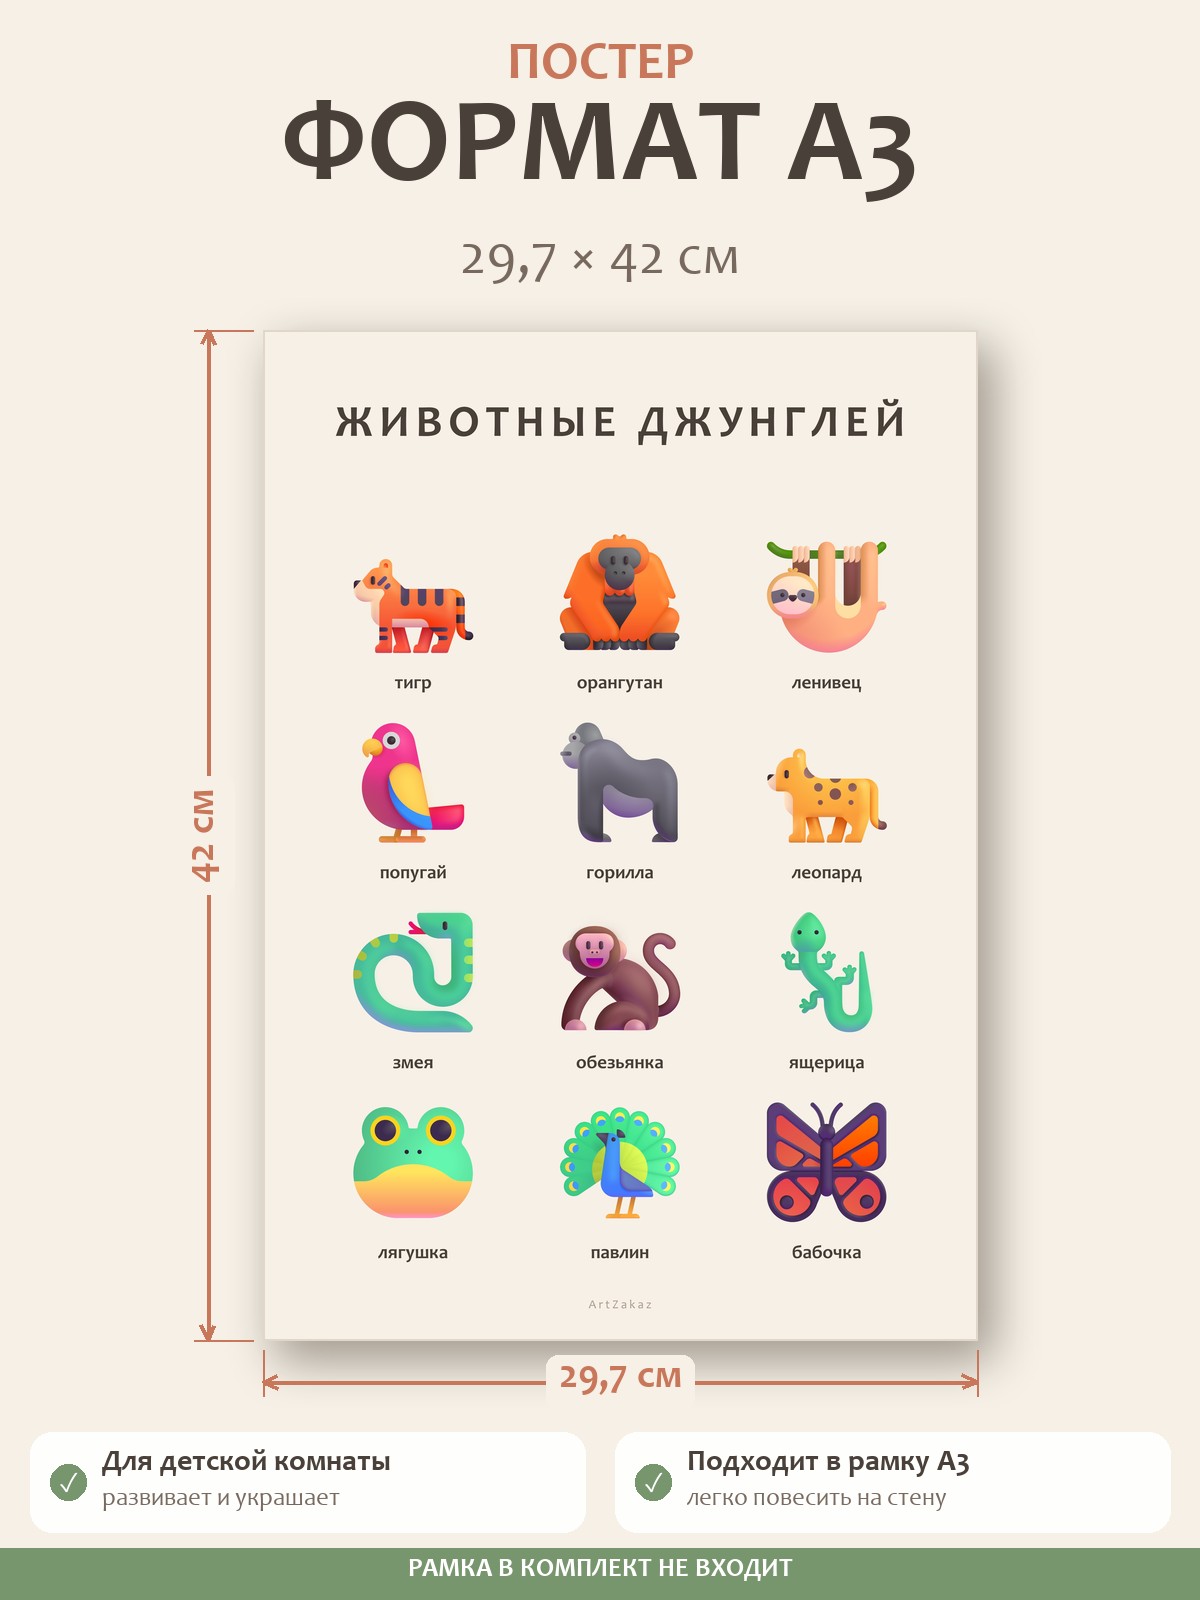 ПОСТЕР
ФОРМАТ А3
29,7 × 42 см
ЖИВОТНЫЕ ДЖУНГЛЕЙ
тигр орангутан ленивец
попугай горилла леопард
42 см
змея обезьянка ящерица
лягушка павлин бабочка
ArtZakaz
29,7 см
Для детской комнаты
развивает и украшает
Подходит в рамку А3
легко повесить на стену
РАМКА В КОМПЛЕКТ НЕ ВХОДИТ